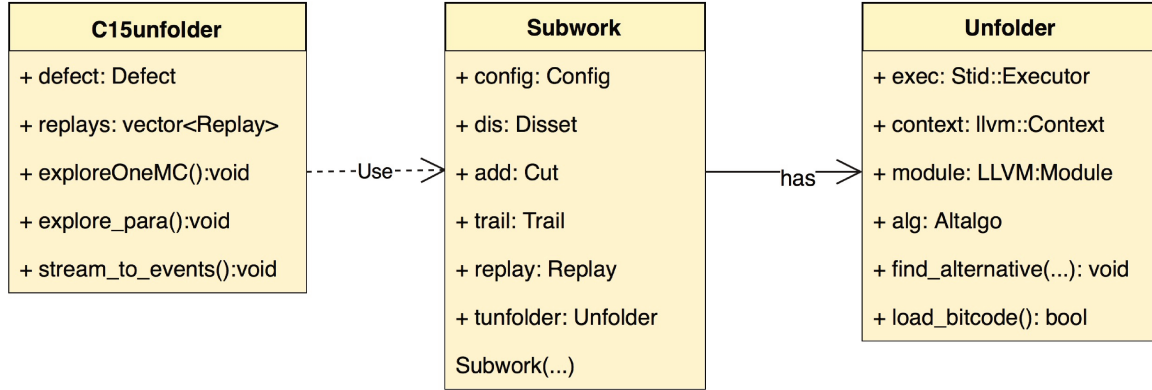 C15unfolder
+ defect: Defect
+ replays: vector<Replay>
+ exploreOneMC():void
+ explore_para():void
+ stream_to_events():void
Use
Subwork
+ config: Config
+ dis: Disset
+ add: Cut
+ trail: Trail
+ replay: Replay
+ tunfolder: Unfolder
Subwork(...)
has
Unfolder
+ exec: Stid::Executor
+ context: llvm::Context
+ module: LLVM:Module
+ alg: Altalgo
+ find_alternative(...): void
+ load_bitcode(): bool